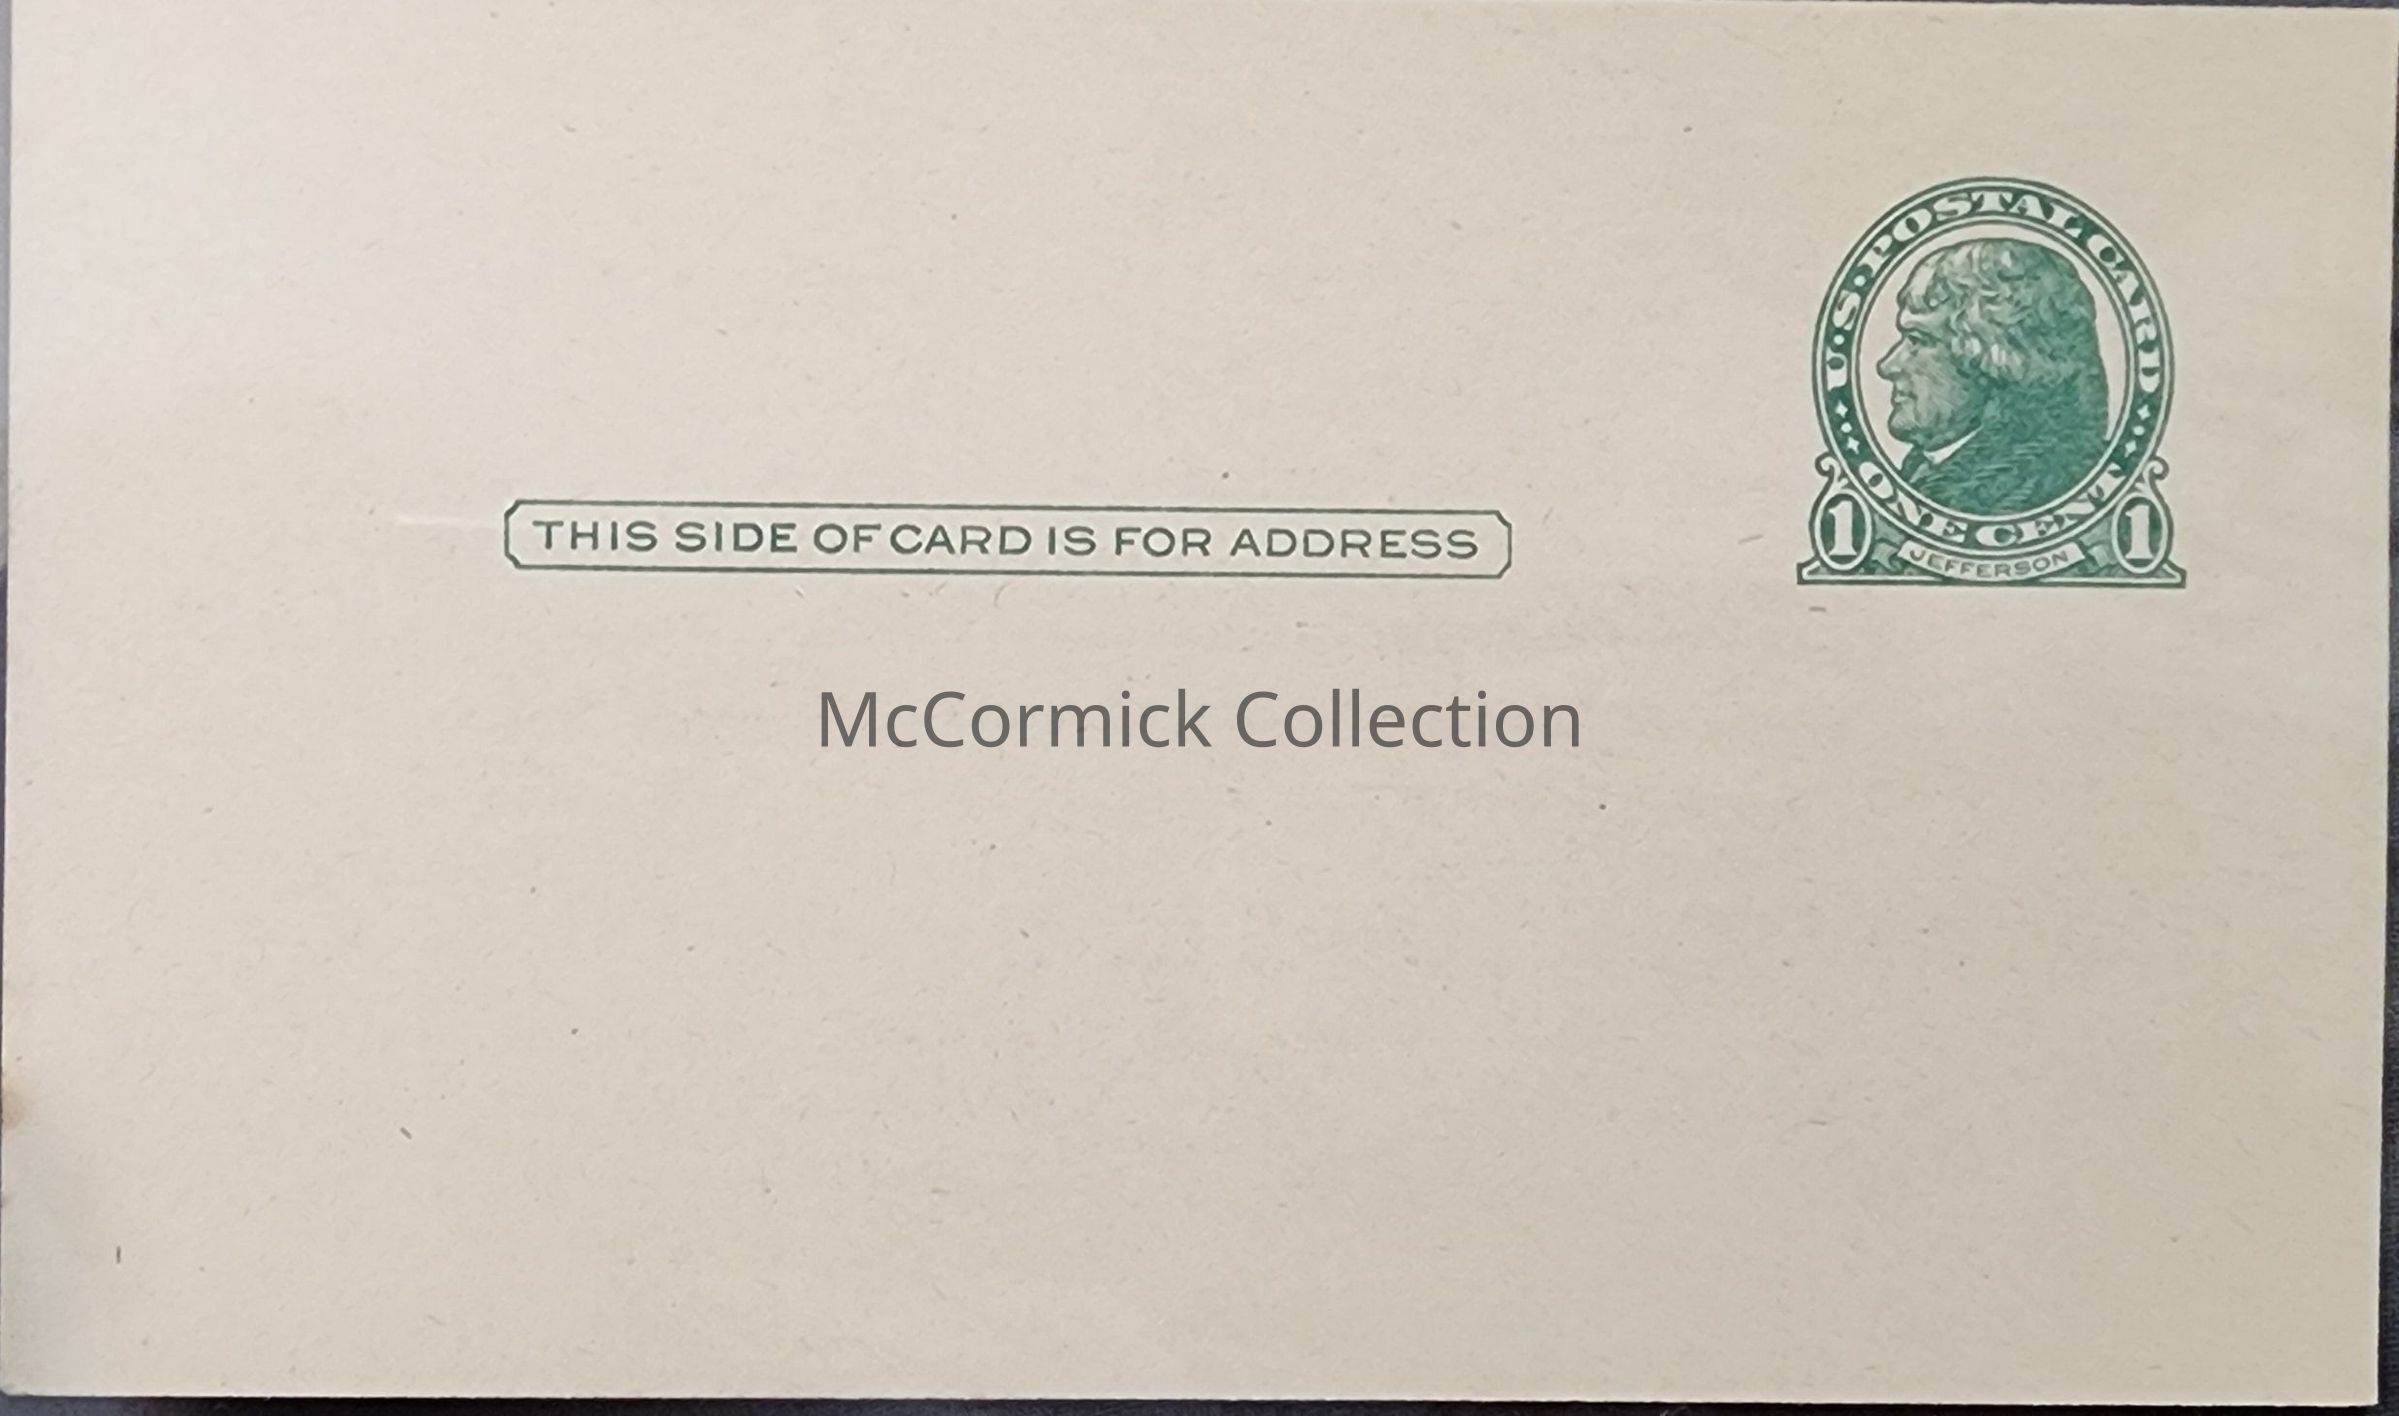 U.S. POSTAL CARD
THIS SIDE OF CARD IS FOR ADDRESS
ONE CENT
1 1
JEFFERSON
McCormick Collection